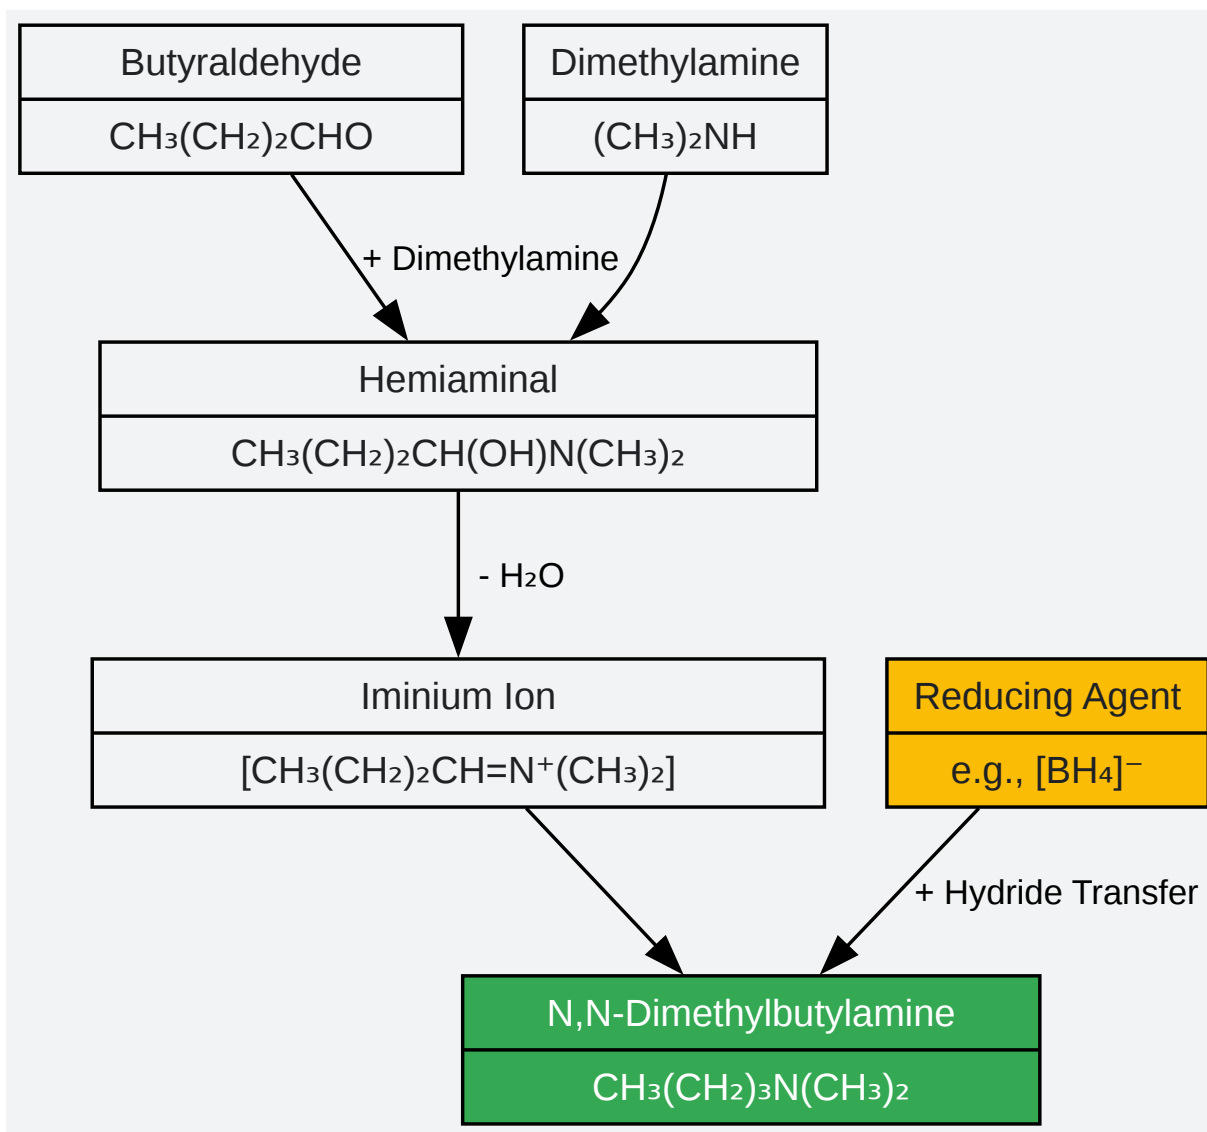 Butyraldehyde
CH₃(CH₂)₂CHO
Dimethylamine
(CH₃)₂NH
+ Dimethylamine
Hemiaminal
CH₃(CH₂)₂CH(OH)N(CH₃)₂
- H₂O
Iminium Ion
[CH₃(CH₂)₂CH=N⁺(CH₃)₂]
Reducing Agent
e.g., [BH₄]⁻
+ Hydride Transfer
N,N-Dimethylbutylamine
CH₃(CH₂)₃N(CH₃)₂